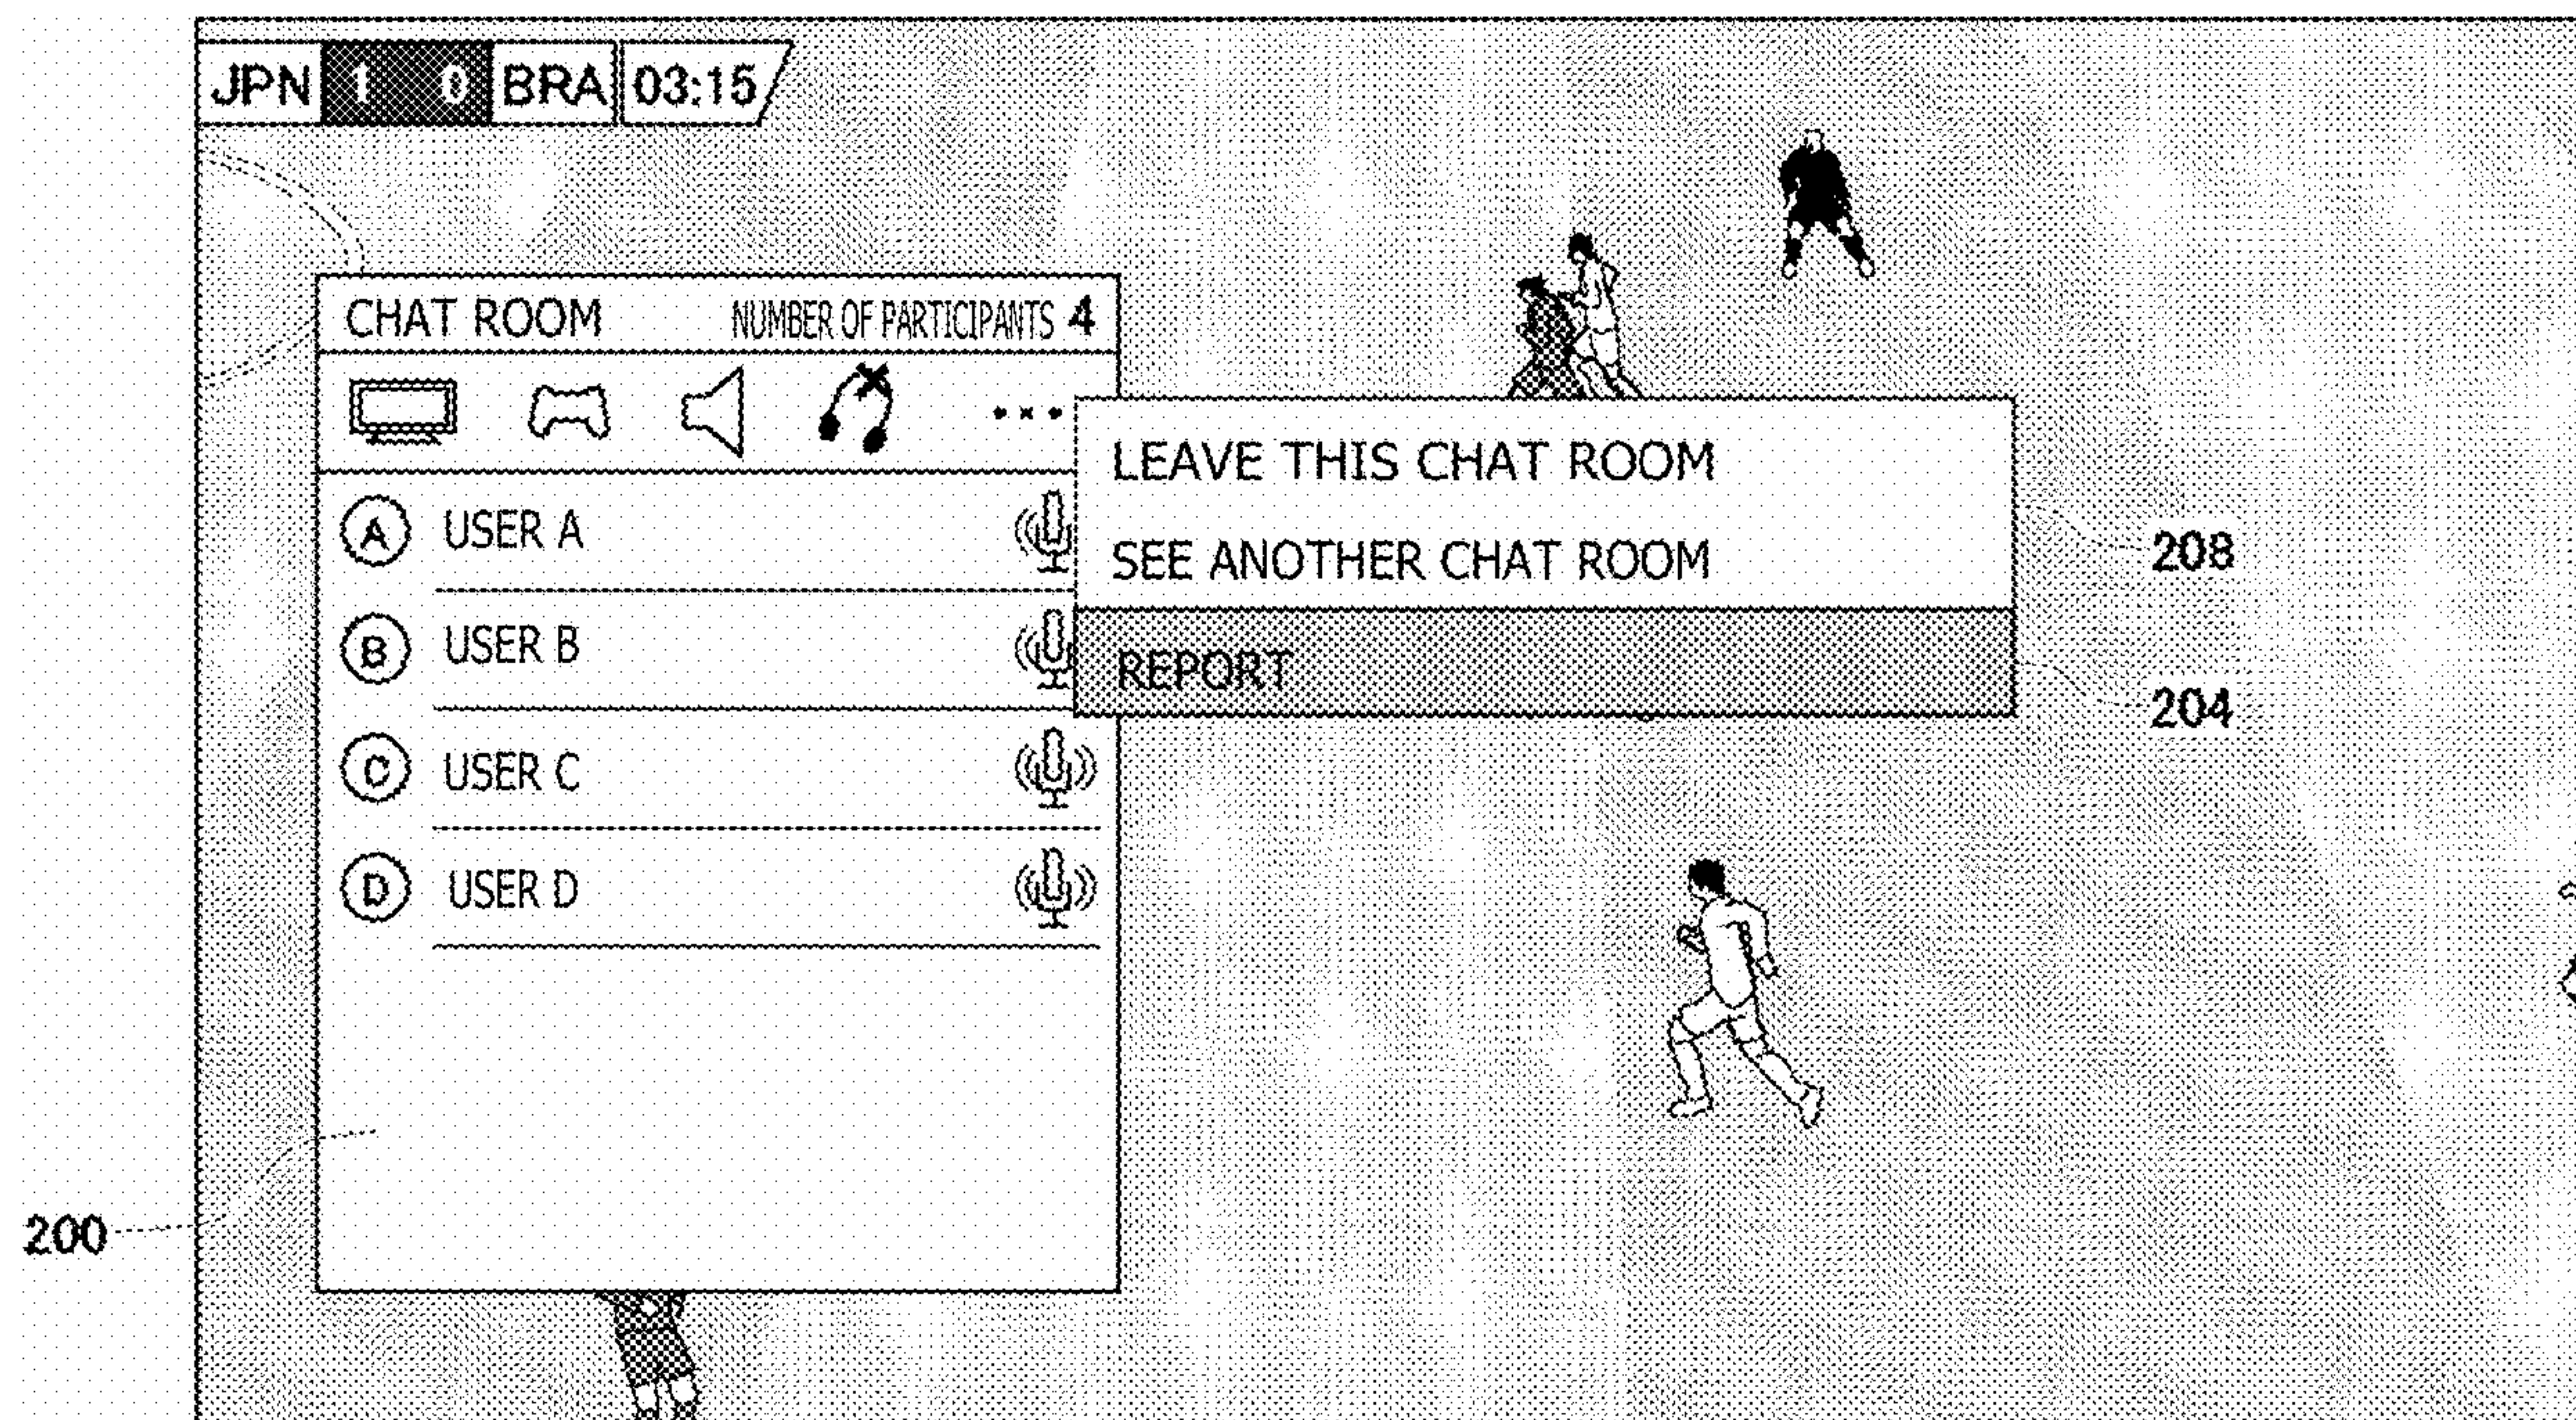 JPN 1 0 BRA 03:15
CHAT ROOM NUMBER OF PARTICIPANTS 4
LEAVE THIS CHAT ROOM
SEE ANOTHER CHAT ROOM
REPORT
A USER A
B USER B
C USER C
D USER D
208
204
200